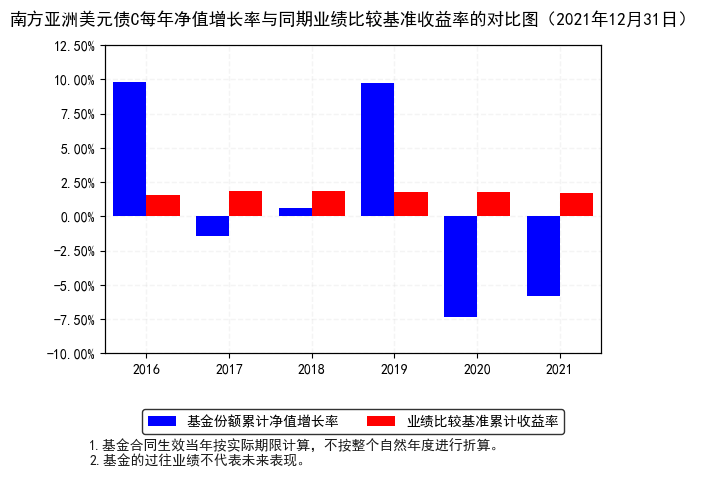 南方亚洲美元债C每年净值增长率与同期业绩比较基准收益率的对比图（2021年12月31日）
12.50%
10.00%
7.50%
5.00%
2.50%
0.00%
-2.50%
-5.00%
-7.50%
-10.00%
2016 2017 2018 2019 2020 2021
基金份额累计净值增长率 业绩比较基准累计收益率
1.基金合同生效当年按实际期限计算，不按整个自然年度进行折算。
2.基金的过往业绩不代表未来表现。